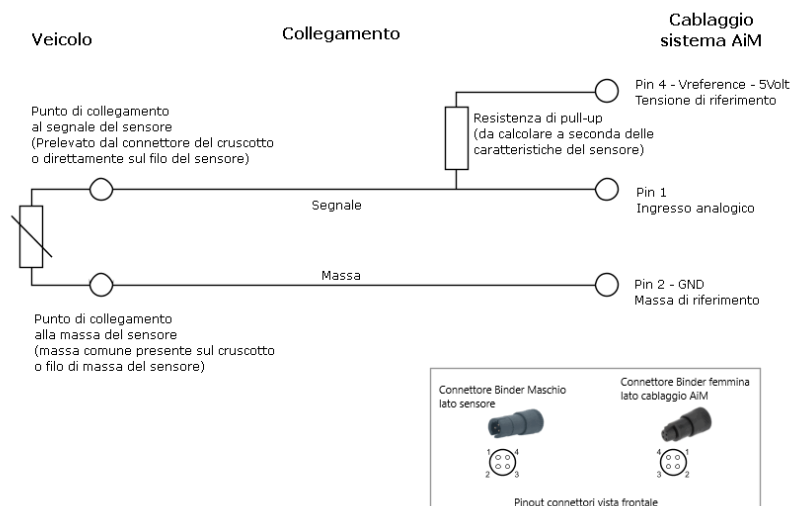 Veicolo
Collegamento
Cablaggio
sistema AiM
Pin 4 - Vreference - 5Volt
Tensione di riferimento
Resistenza di pull-up
(da calcolare a seconda delle
caratteristiche del sensore)
Punto di collegamento
al segnale del sensore
(Prelevato dal connettore del cruscotto
o direttamente sul filo del sensore)
Segnale
Pin 1
Ingresso analogico
Massa
Pin 2 - GND
Massa di riferimento
Punto di collegamento
alla massa del sensore
(massa comune presente sul cruscotto
o filo di massa del sensore)
Connettore Binder Maschio
lato sensore
Connettore Binder femmina
lato cablaggio AiM
1 4
2 3
4 1
3 2
Pinout connettori vista frontale